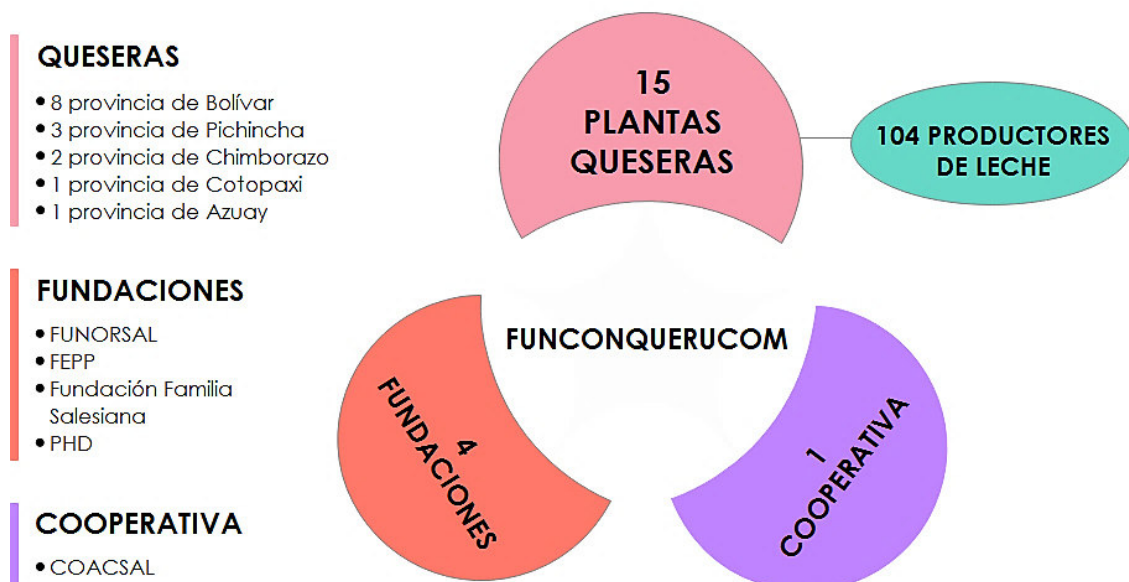 QUESERAS
• 8 provincia de Bolívar
• 3 provincia de Pichincha
• 2 provincia de Chimborazo
• 1 provincia de Cotopaxi
• 1 provincia de Azuay
FUNDACIONES
• FUNORSAL
• FEPP
• Fundación Familia
Salesiana
• PHD
COOPERATIVA
• COACSAL
15
PLANTAS
QUESERAS
104 PRODUCTORES
DE LECHE
FUNCONQUERUCOM
4
FUNDACIONES
1
COOPERATIVA